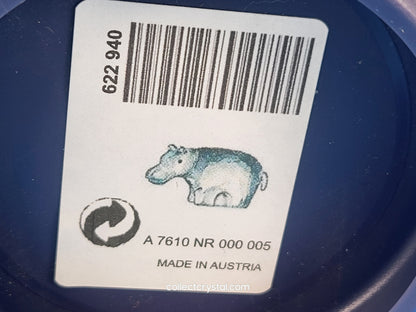 622 940
A 7610 NR 000 005
MADE IN AUSTRIA
collectcrystal.com